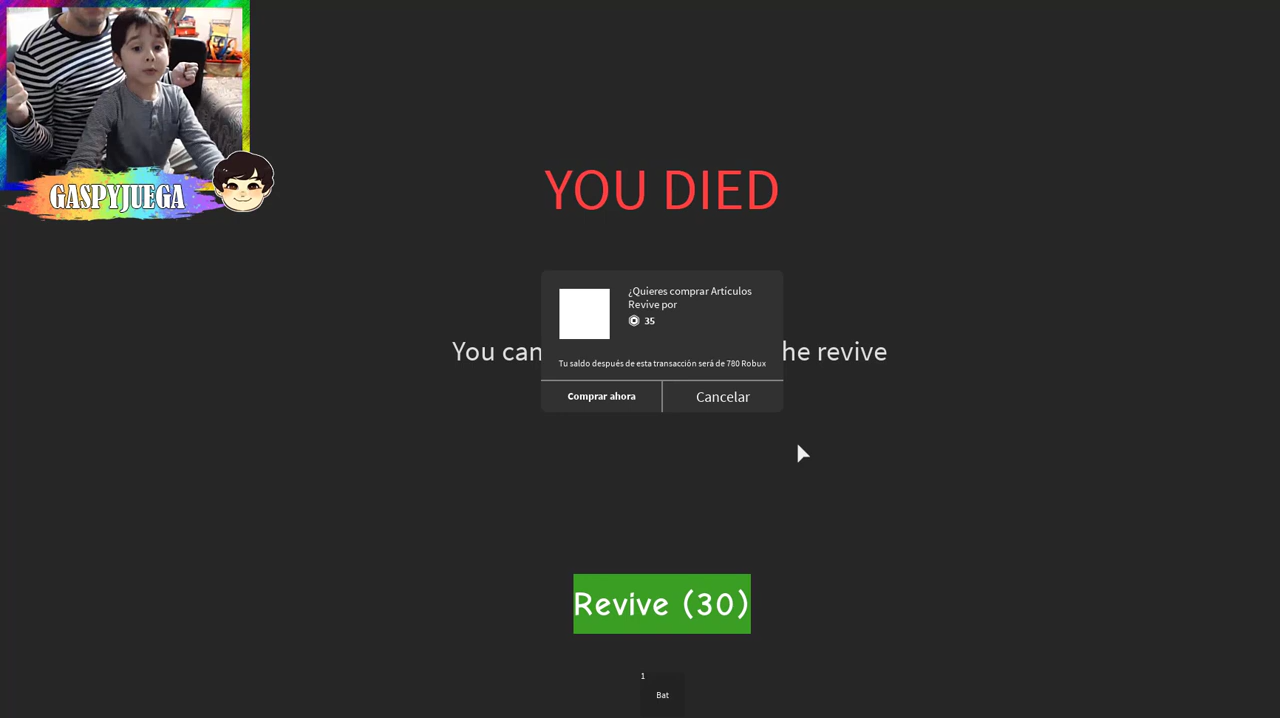 GASPYJUEGA
YOU DIED
¿Quieres comprar Artículos
Revive por
35
You can
he revive
Tu saldo después de esta transacción será de 780 Robux
Comprar ahora
Cancelar
Revive (30)
1
Bat